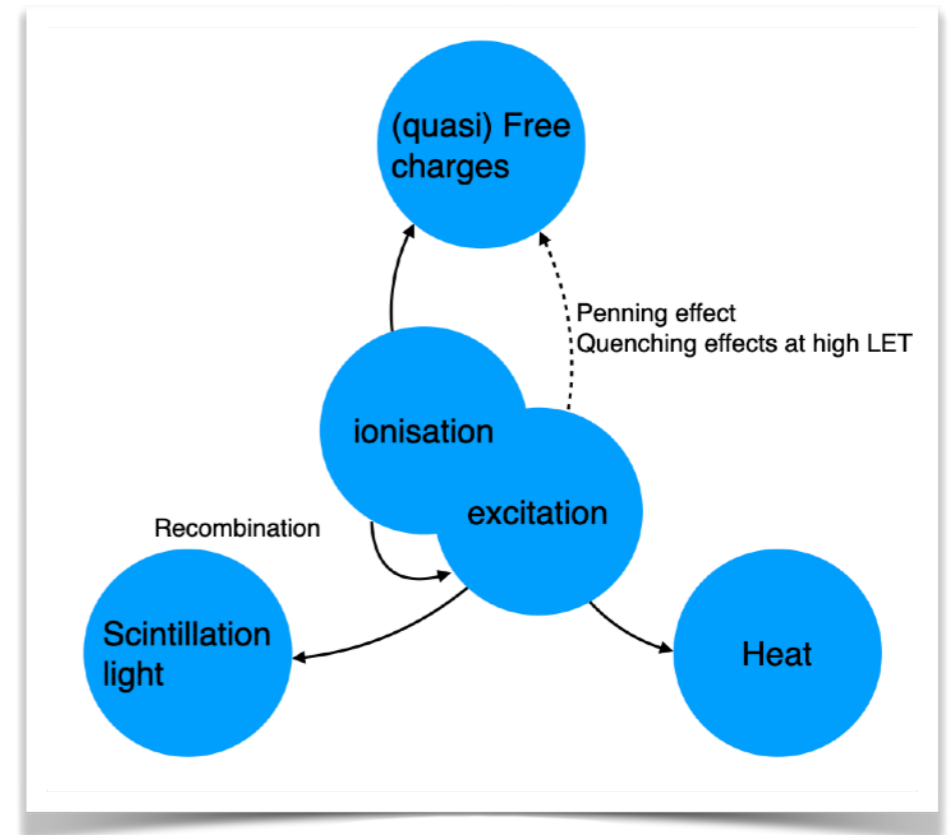 (quasi) Free
charges
Penning effect
Quenching effects at high LET
ionisation
excitation
Recombination
Scintillation
light
Heat